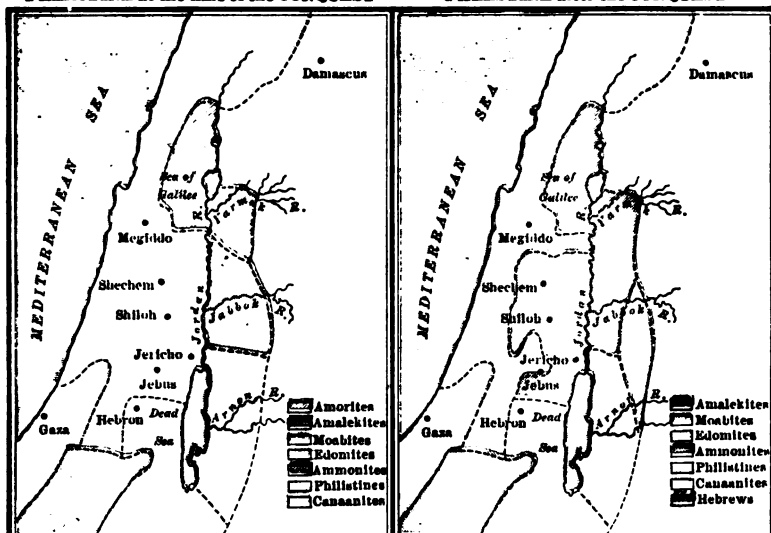 Damascus
MEDITERRANEAN SEA
Sea of
Galilee
R. Yarmuk
R.
Megiddo
Shechem
Shiloh
Jordan
Jabbok
R.
Jericho
Jebus
Hebron
Dead
Sea
Arnon
R.
Gaza
Amorites
Amalekites
Moabites
Edomites
Ammonites
Philistines
Canaanites
Damascus
MEDITERRANEAN SEA
Sea of
Galilee
R.
R.
Megiddo
Shechem
Shiloh
Jordan
Jabbok
R.
Jericho
Jebus
Hebron
Dead
Sea
Arnon
R.
Gaza
Amalekites
Moabites
Edomites
Ammonites
Philistines
Canaanites
Hebrews